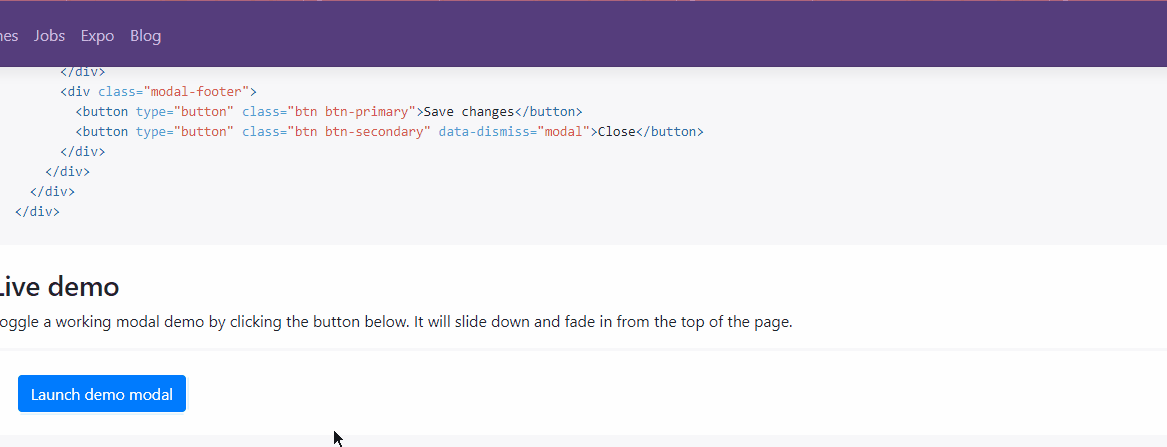 Jobs Expo Blog
</div>
<div class="modal-footer">
<button type="button" class="btn btn-primary">Save changes</button>
<button type="button" class="btn btn-secondary" data-dismiss="modal">Close</button>
</div>
</div>
</div>
</div>
Live demo
oggle a working modal demo by clicking the button below. It will slide down and fade in from the top of the page.
Launch demo modal